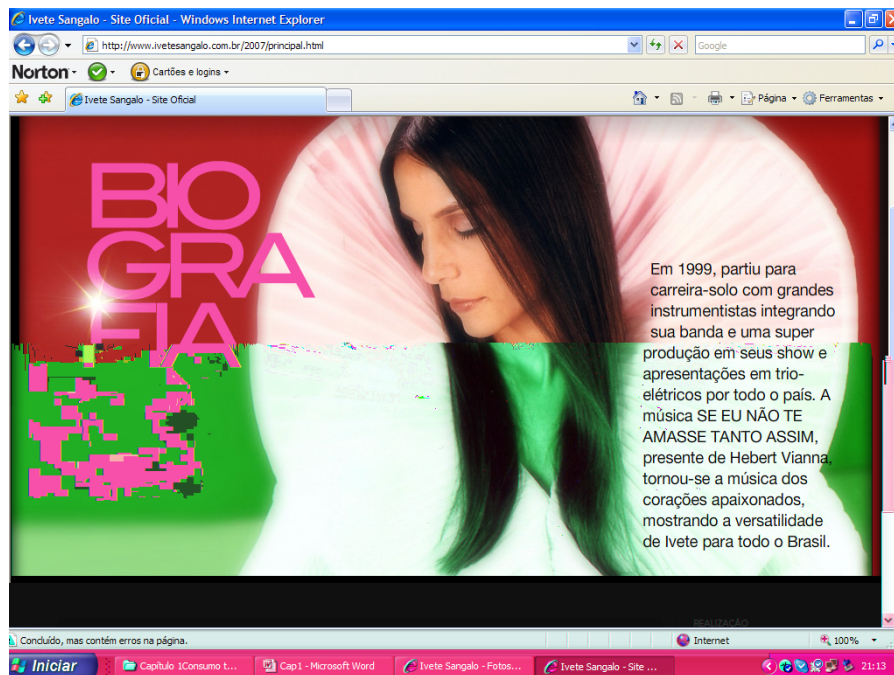 Ivete Sangalo - Site Oficial - Windows Internet Explorer
http://www.ivetesangalo.com.br/2007/principal.html
Google
Norton
Cartões e logins
Ivete Sangalo - Site Oficial
Página
Ferramentas
BIO
GRA
FIA
Em 1999, partiu para
carreira-solo com grandes
instrumentistas integrando
sua banda e uma super
produção em seus show e
apresentações em trio-
elétricos por todo o país. A
música SE EU NÃO TE
AMASSE TANTO ASSIM,
presente de Hebert Vianna,
tornou-se a música dos
corações apaixonados,
mostrando a versatilidade
de Ivete para todo o Brasil.
REALIZAÇÃO
Concluído, mas contém erros na página.
Internet
100%
Iniciar
Capítulo 1Consumo t...
Cap1 - Microsoft Word
Ivete Sangalo - Fotos...
Ivete Sangalo - Site ...
21:13